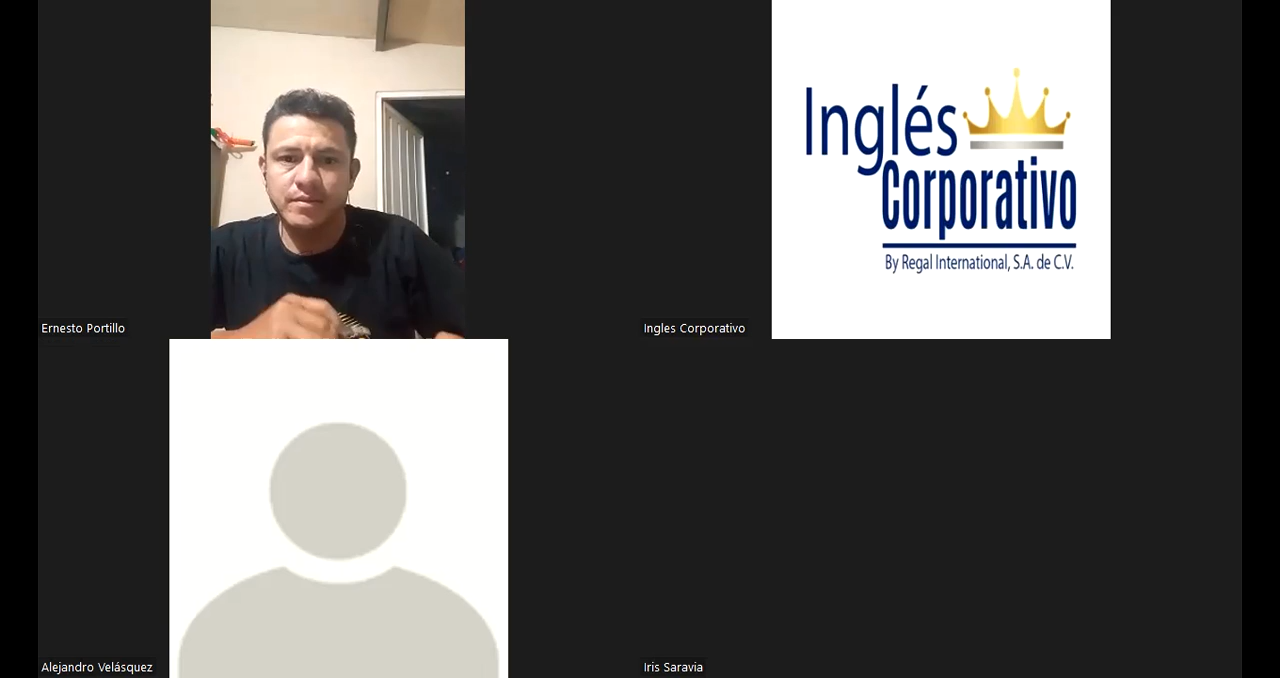 Inglés
Corporativo
By Regal International, S.A. de C.V.
Ernesto Portillo
Ingles Corporativo
Alejandro Velásquez
Iris Saravia